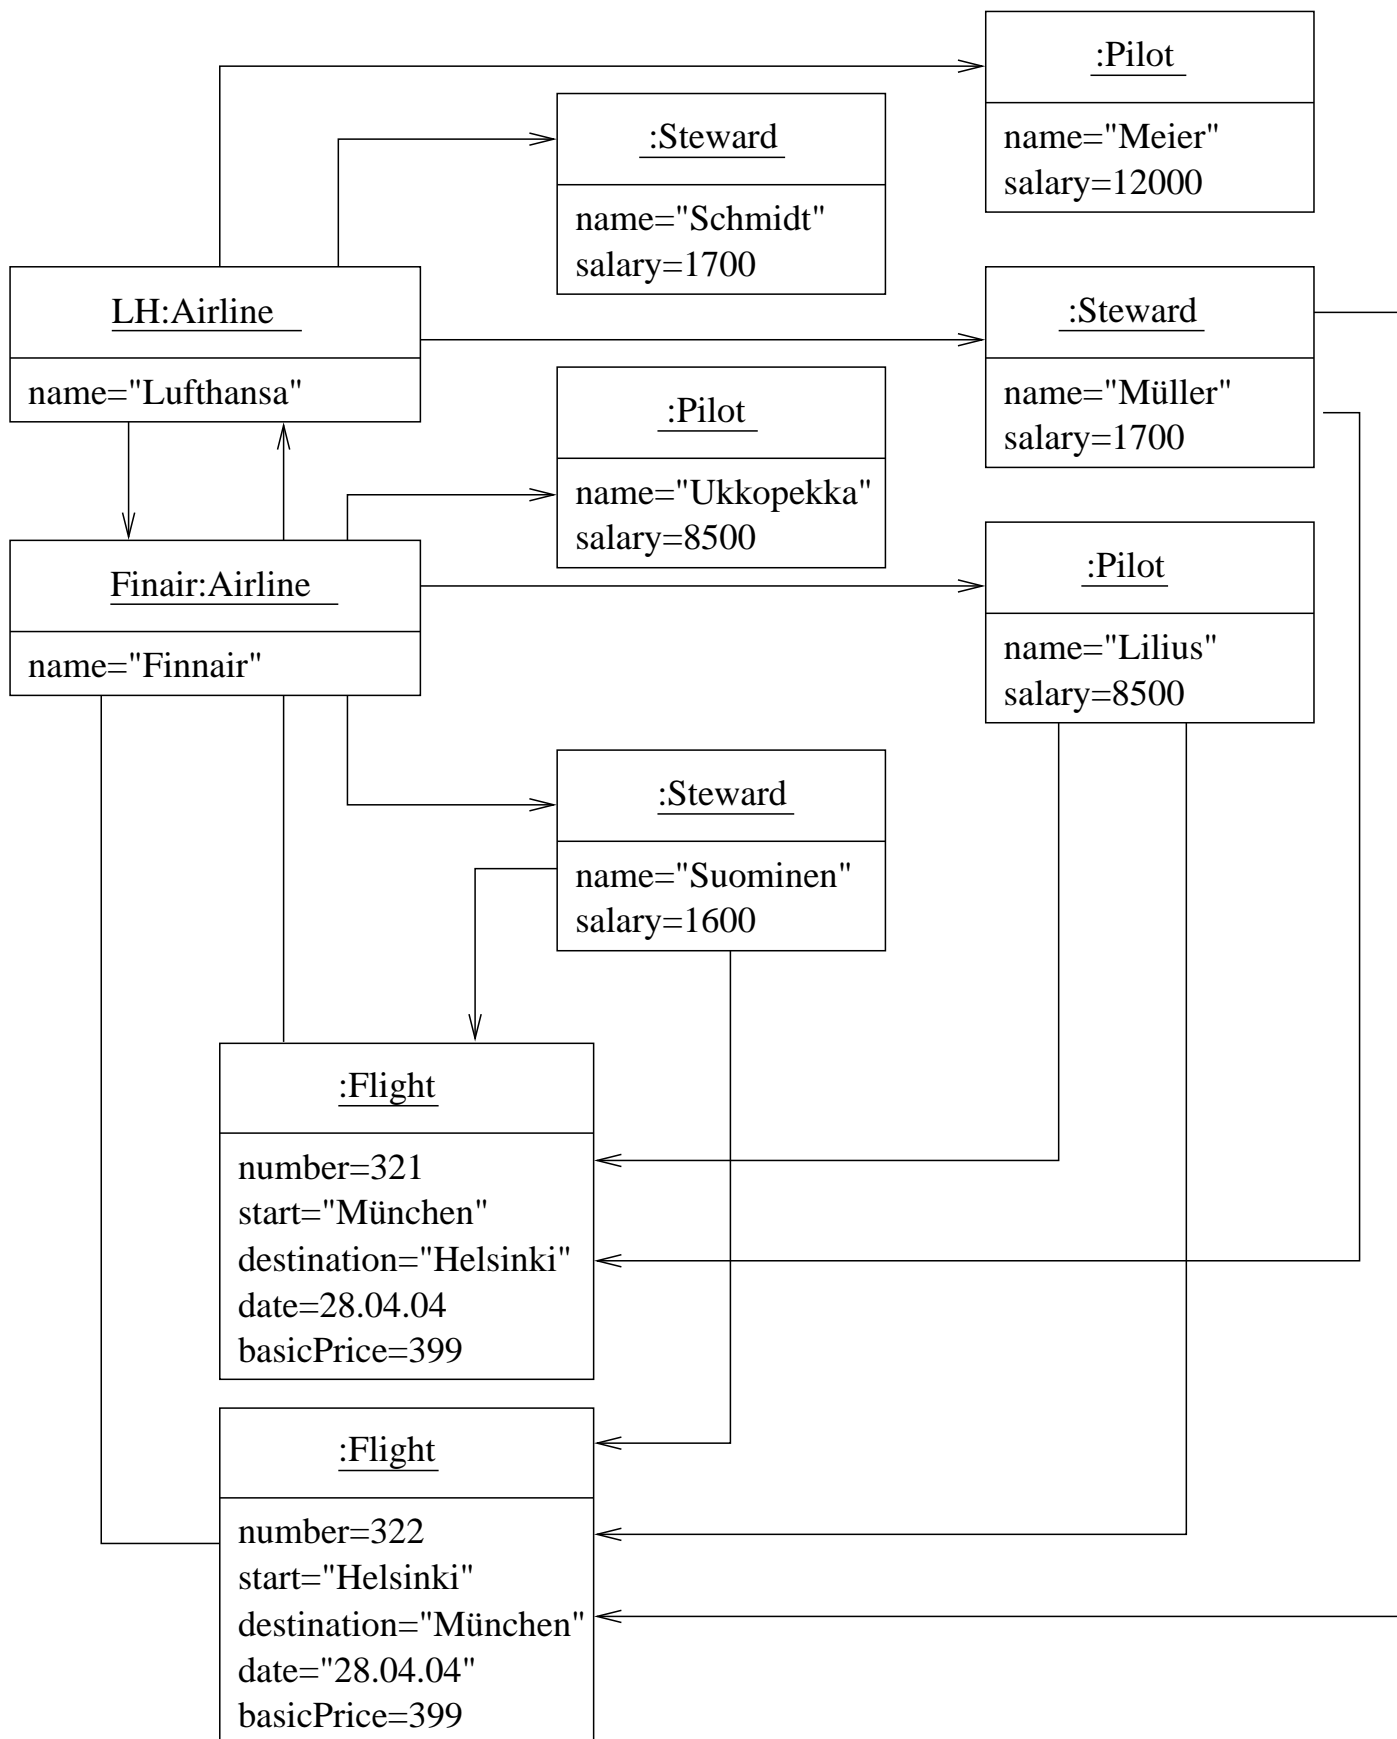 :Pilot
name="Meier"
salary=12000
:Steward
name="Schmidt"
salary=1700
LH:Airline
name="Lufthansa"
:Steward
name="Müller"
salary=1700
:Pilot
name="Ukkopekka"
salary=8500
Finair:Airline
name="Finnair"
:Pilot
name="Lilius"
salary=8500
:Steward
name="Suominen"
salary=1600
:Flight
number=321
start="München"
destination="Helsinki"
date=28.04.04
basicPrice=399
:Flight
number=322
start="Helsinki"
destination="München"
date="28.04.04"
basicPrice=399